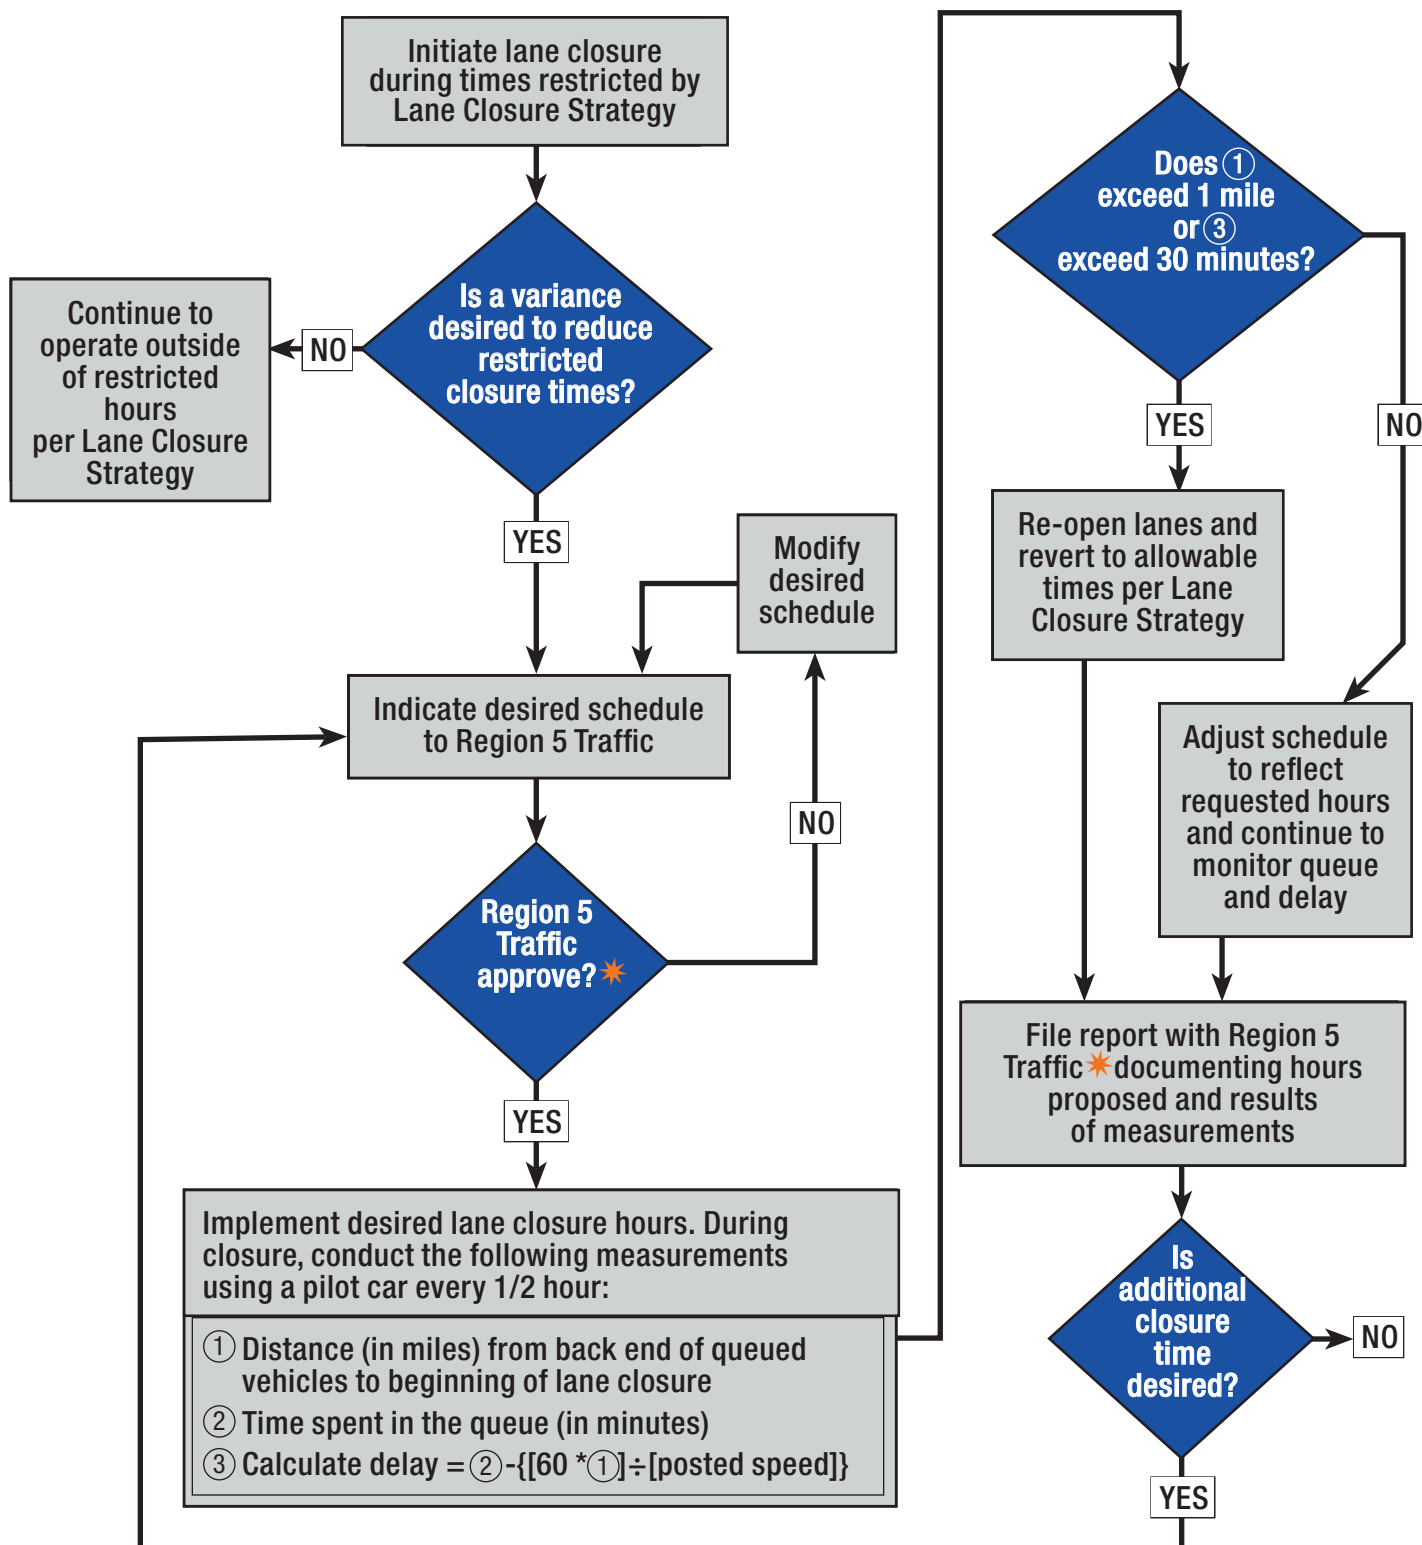 Initiate lane closure
during times restricted by
Lane Closure Strategy
Is a variance
desired to reduce
restricted
closure times?
NO
Continue to
operate outside
of restricted
hours
per Lane Closure
Strategy
YES
Modify
desired
schedule
Indicate desired schedule
to Region 5 Traffic
NO
Region 5
Traffic
approve?
YES
Implement desired lane closure hours. During
closure, conduct the following measurements
using a pilot car every 1/2 hour:
① Distance (in miles) from back end of queued
vehicles to beginning of lane closure
② Time spent in the queue (in minutes)
③ Calculate delay = ② -{[60 *①]÷[posted speed]}
Does ①
exceed 1 mile
or ③
exceed 30 minutes?
YES
NO
Re-open lanes and
revert to allowable
times per Lane
Closure Strategy
Adjust schedule
to reflect
requested hours
and continue to
monitor queue
and delay
File report with Region 5
Traffic documenting hours
proposed and results
of measurements
Is
additional
closure
time
desired?
NO
YES